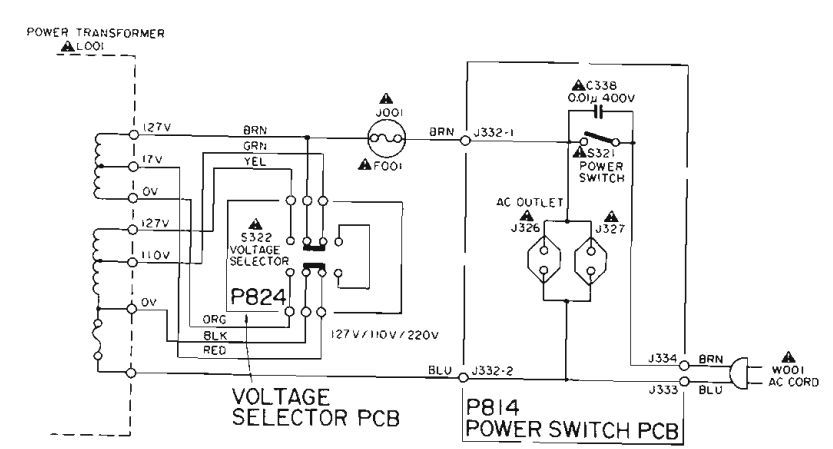 POWER TRANSFORMER
L001
127V
17V
0V
127V
110V
0V
BRN
GRN
YEL
J001
F001
BRN
J332-1
C338
0.01μ 400V
S321
POWER
SWITCH
AC OUTLET
J326
J327
S322
VOLTAGE
SELECTOR
P824
ORG
BLK
RED
127V/110V/220V
BLU
J332-2
J334
BRN
J333
BLU
W001
AC CORD
VOLTAGE
SELECTOR PCB
P814
POWER SWITCH PCB